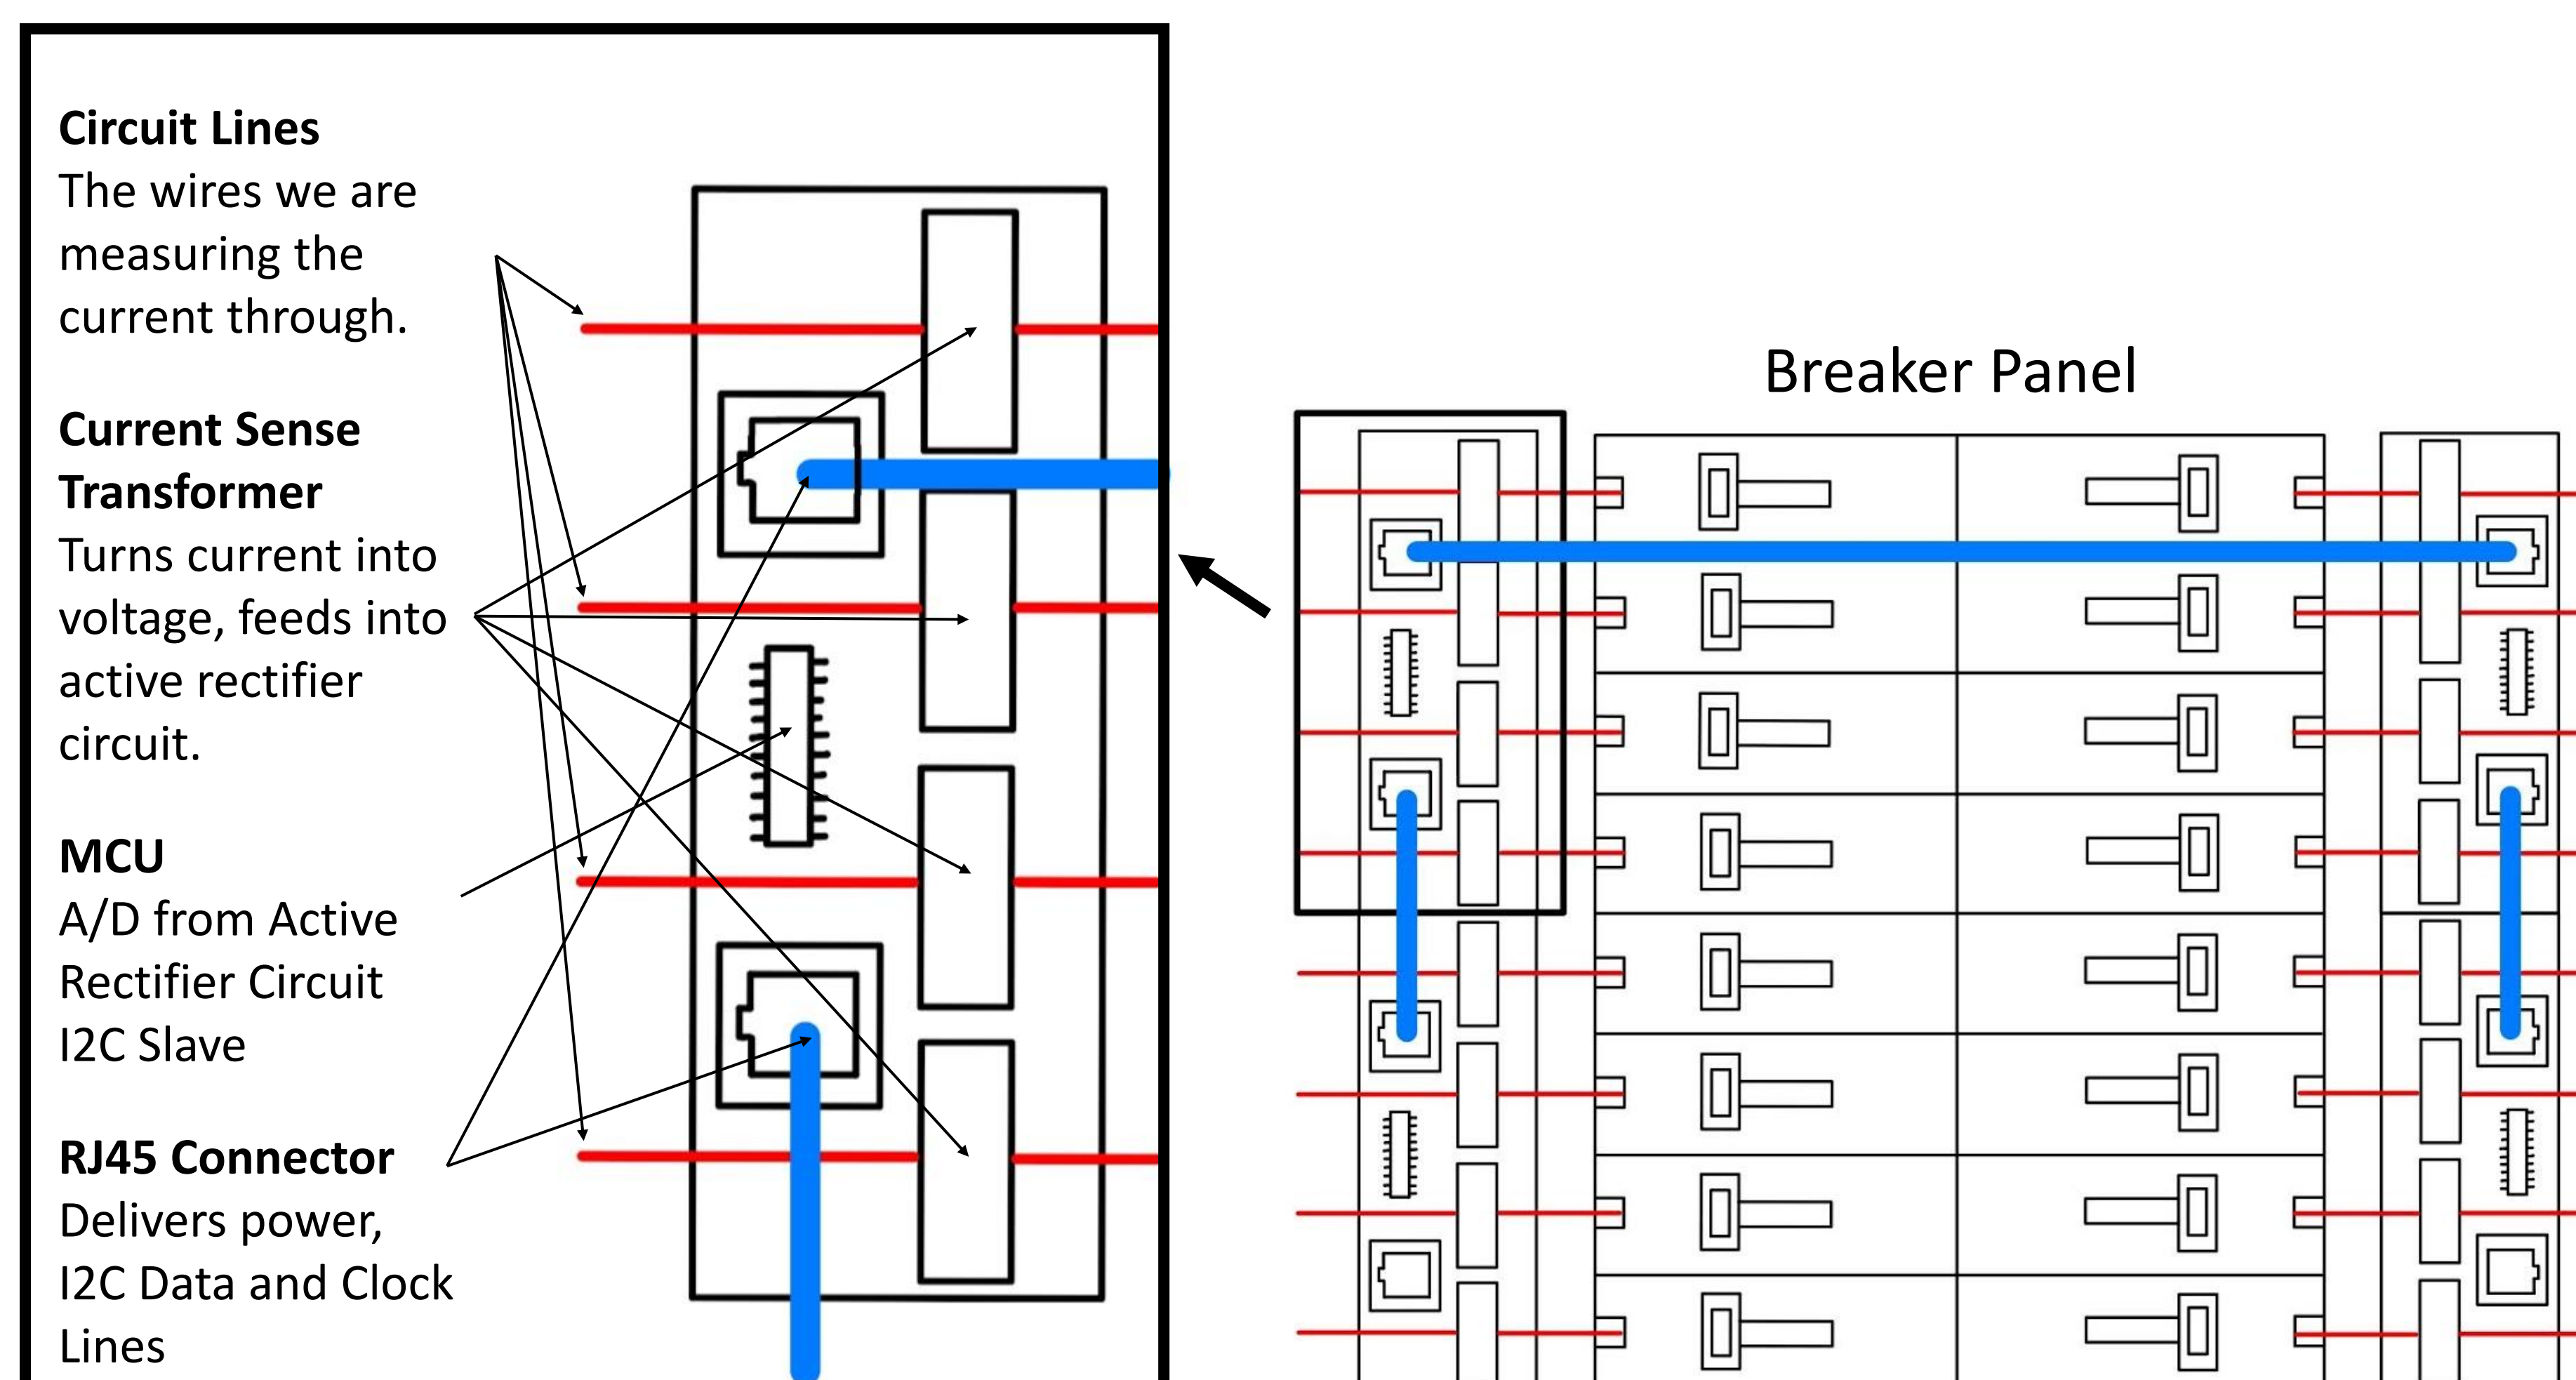 Circuit Lines
The wires we are
measuring the
current through.
Current Sense
Transformer
Turns current into
voltage, feeds into
active rectifier
circuit.
MCU
A/D from Active
Rectifier Circuit
I2C Slave
RJ45 Connector
Delivers power,
I2C Data and Clock
Lines
Breaker Panel